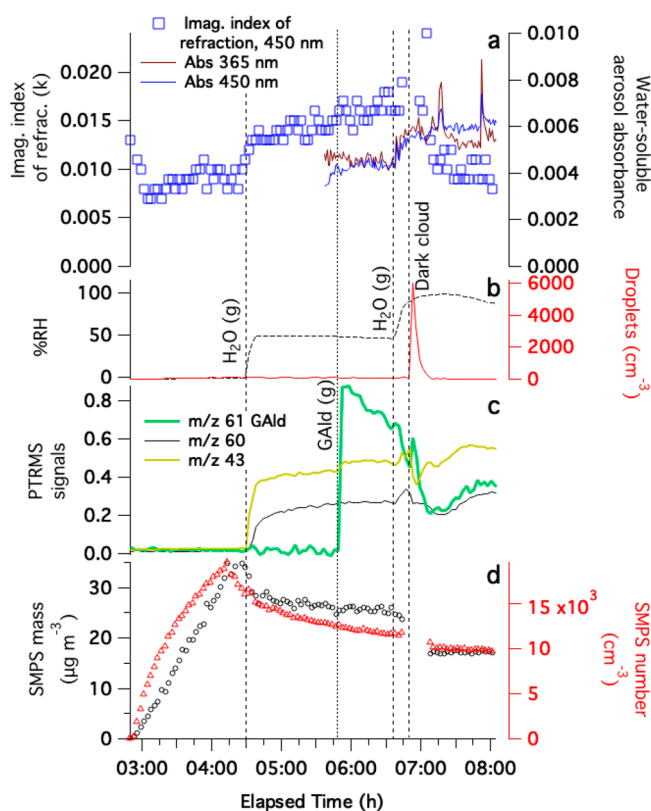 Imag. index of
refraction, 450 nm
Abs 365 nm
Abs 450 nm
a
0.020
0.015
0.010
0.005
0.000
Imag. index
of refrac. (k)
0.010
0.008
0.006
0.004
0.002
0.000
Water-soluble
aerosol absorbance
b
100
50
0
%RH
H2O (g)
H2O (g)
Dark cloud
6000
4000
2000
0
Droplets (cm-3)
c
m/z 61 GAld
m/z 60
m/z 43
0.8
0.6
0.4
0.2
0.0
PTRMS
signals
GAld (g)
d
30
20
10
0
SMPS mass
(µg m-3)
15 x103
10
5
0
SMPS number
(cm-3)
03:00
04:00
05:00
06:00
07:00
08:00
Elapsed Time (h)